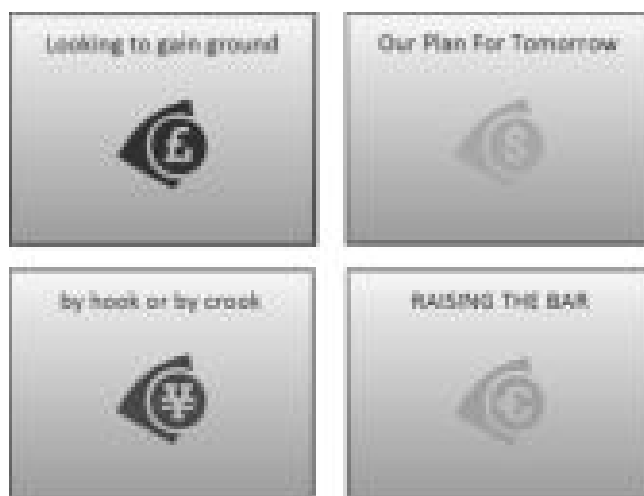 Looking to gain ground
£
Our Plan For Tomorrow
$
by hook or by crook
¥
RAISING THE BAR